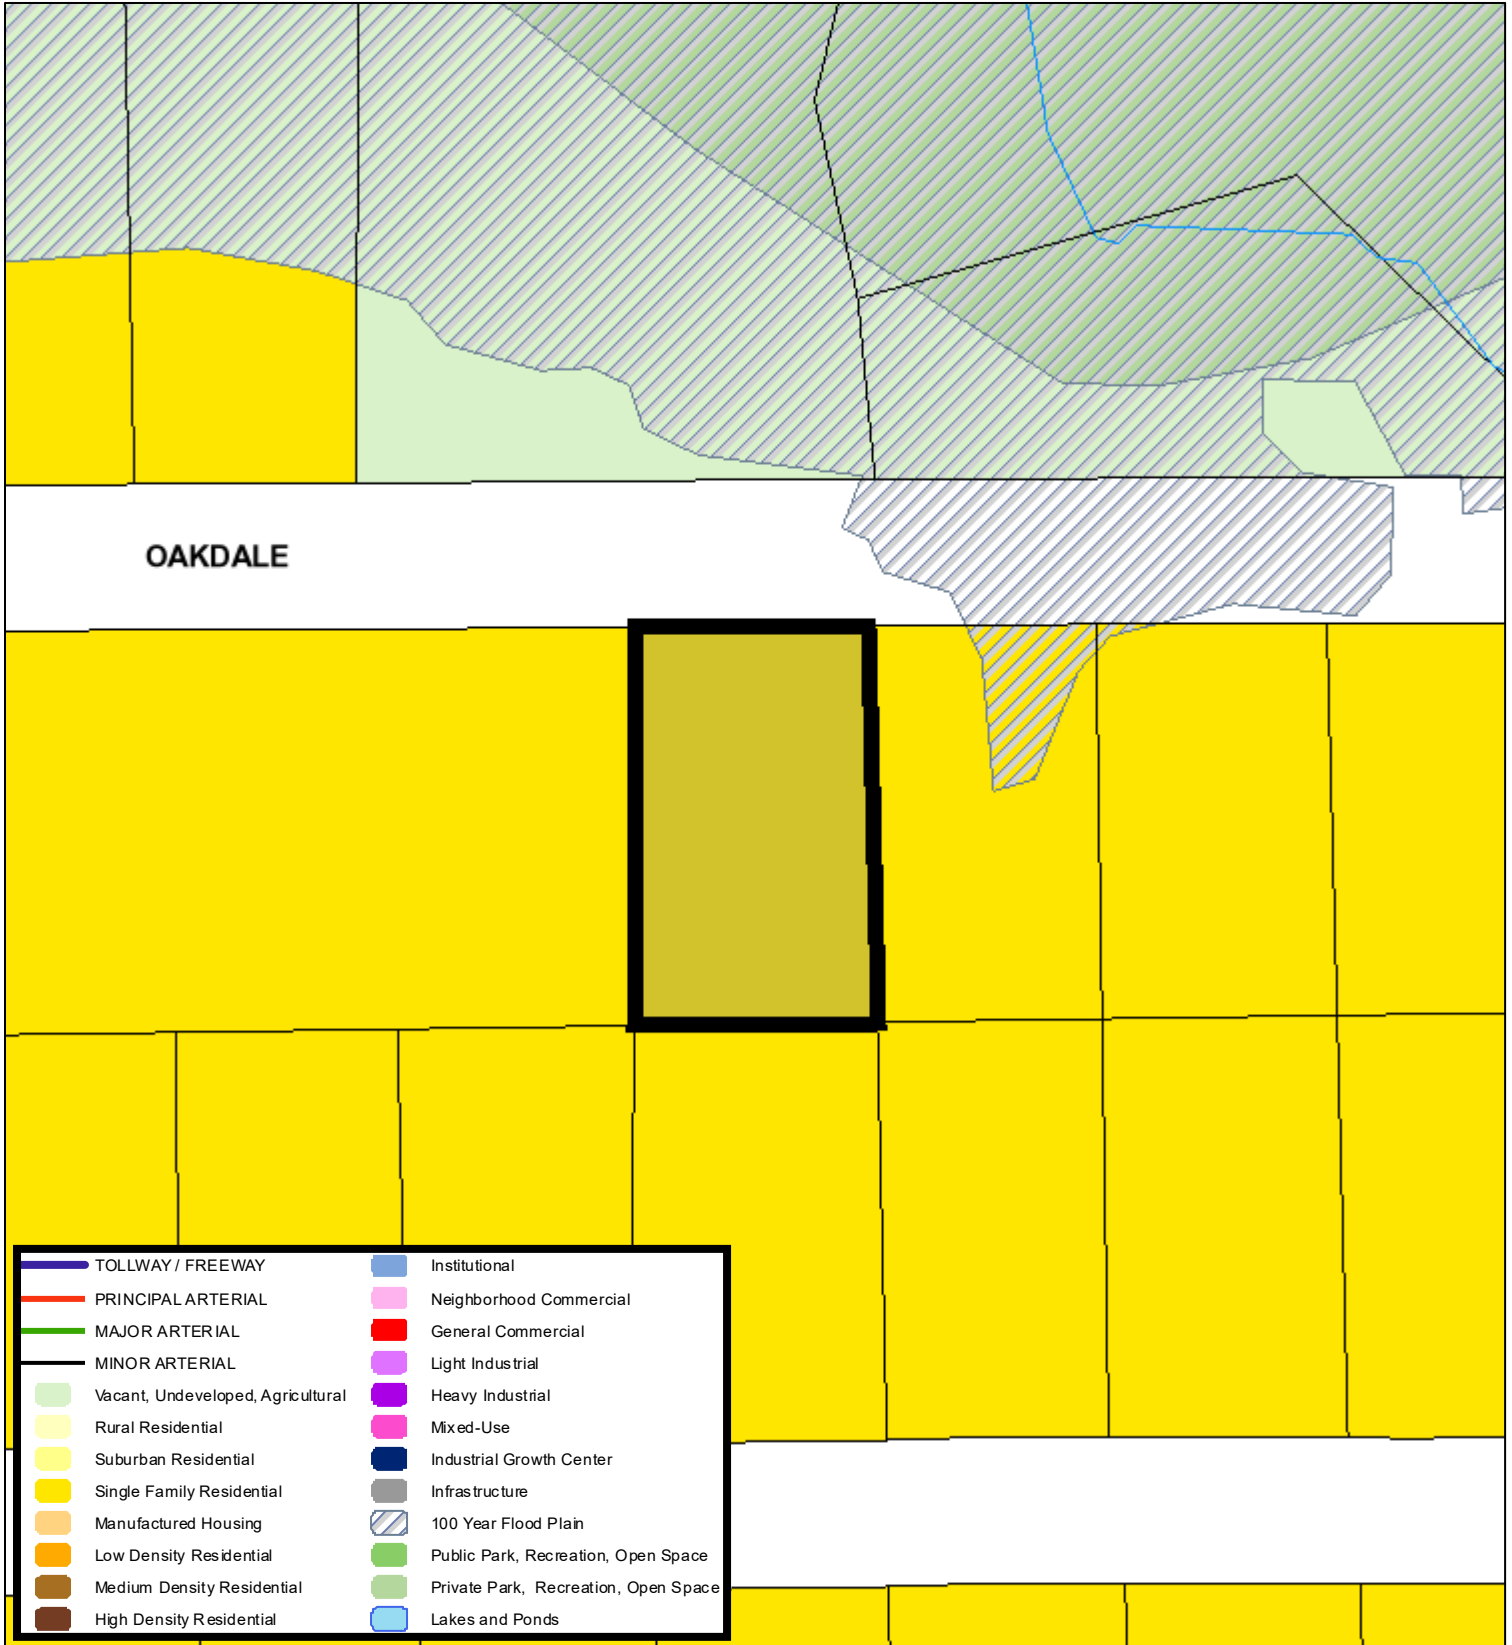 OAKDALE
TOLLWAY / FREEWAY
PRINCIPAL ARTERIAL
MAJOR ARTERIAL
MINOR ARTERIAL
Vacant, Undeveloped, Agricultural
Rural Residential
Suburban Residential
Single Family Residential
Manufactured Housing
Low Density Residential
Medium Density Residential
High Density Residential
Institutional
Neighborhood Commercial
General Commercial
Light Industrial
Heavy Industrial
Mixed-Use
Industrial Growth Center
Infrastructure
100 Year Flood Plain
Public Park, Recreation, Open Space
Private Park, Recreation, Open Space
Lakes and Ponds